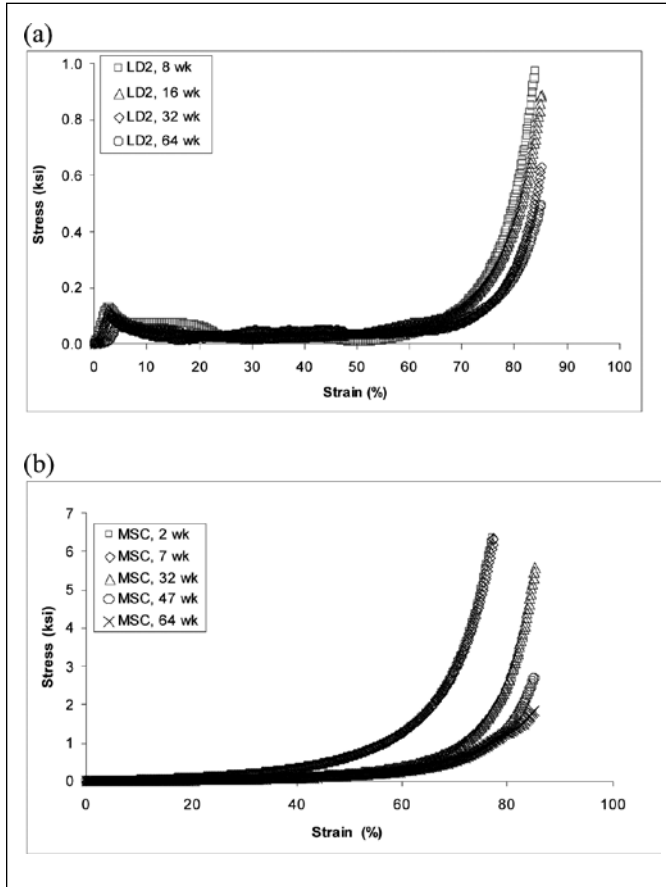 (a)
1.0
0.8
0.6
0.4
0.2
0.0
Stress (ksi)
LD2, 8 wk
LD2, 16 wk
LD2, 32 wk
LD2, 64 wk
0 10 20 30 40 50 60 70 80 90 100
Strain (%)
(b)
7
6
5
4
3
2
1
0
Stress (ksi)
MSC, 2 wk
MSC, 7 wk
MSC, 32 wk
MSC, 47 wk
MSC, 64 wk
0 20 40 60 80 100
Strain (%)